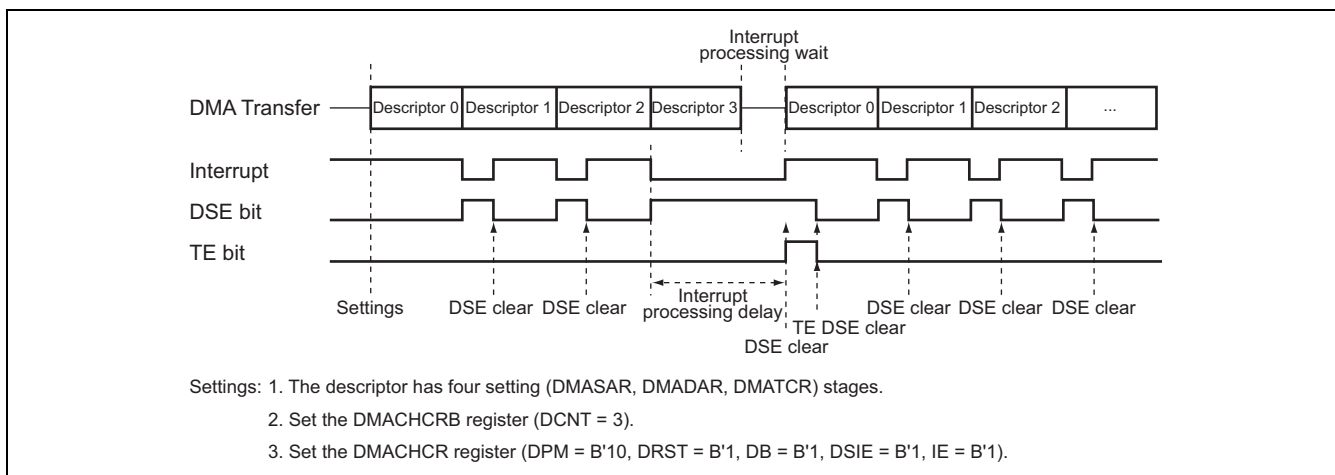 Interrupt
processing wait
DMA Transfer
Descriptor 0 Descriptor 1 Descriptor 2 Descriptor 3 Descriptor 0 Descriptor 1 Descriptor 2 ...
Interrupt
DSE bit
TE bit
Settings DSE clear DSE clear Interrupt DSE clear DSE clear DSE clear
processing delay
TE DSE clear
DSE clear
Settings: 1. The descriptor has four setting (DMASAR, DMADAR, DMATCR) stages.
2. Set the DMACHCRB register (DCNT = 3).
3. Set the DMACHCR register (DPM = B'10, DRST = B'1, DB = B'1, DSIE = B'1, IE = B'1).